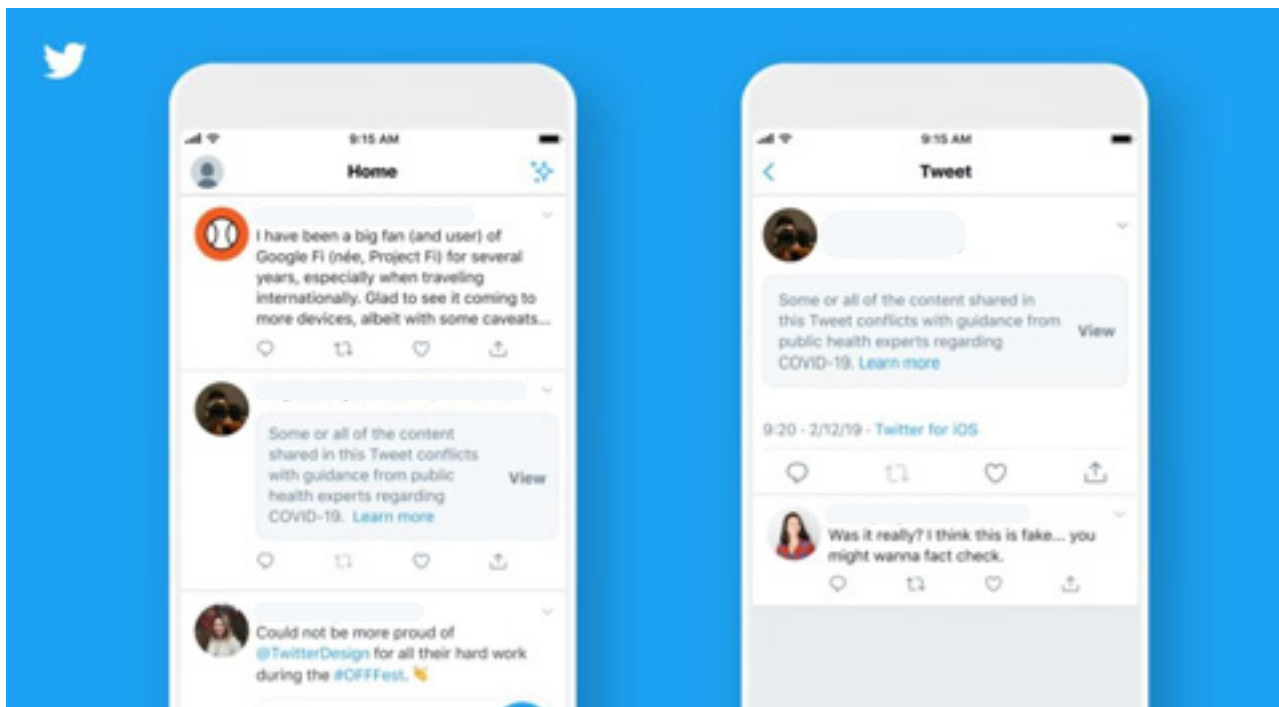 9:15 AM
Home
I have been a big fan (and user) of
Google Fi (née, Project Fi) for several
years, especially when traveling
internationally. Glad to see it coming to
more devices, albeit with some caveats...
Some or all of the content
shared in this Tweet conflicts
with guidance from public
health experts regarding
COVID-19. Learn more
View
Could not be more proud of
@TwitterDesign for all their hard work
during the #OFFFest. 👏
9:15 AM
Tweet
Some or all of the content shared in
this Tweet conflicts with guidance from
public health experts regarding
COVID-19. Learn more
View
9:20 · 2/12/19 · Twitter for iOS
Was it really? I think this is fake... you
might wanna fact check.